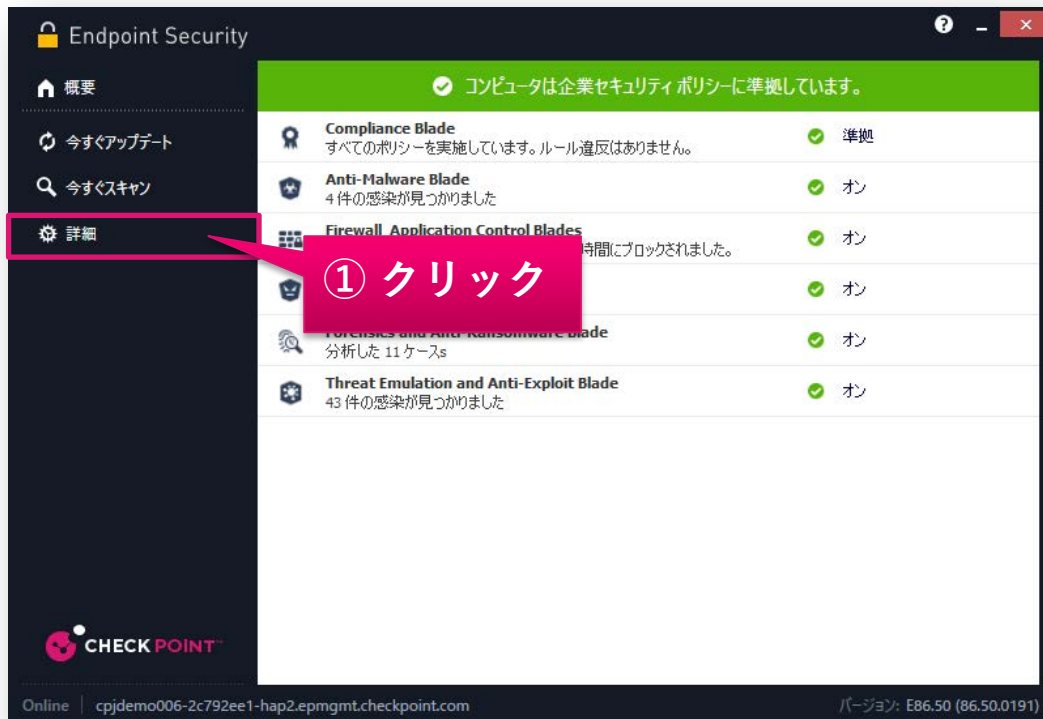 Endpoint Security
概要
今すぐアップデート
今すぐスキャン
詳細
コンピュータは企業セキュリティ ポリシーに準拠しています。
Compliance Blade 準拠
すべてのポリシーを実施しています。ルール違反はありません。
Anti-Malware Blade オン
4 件の感染が見つかりました
Firewall, Application Control Blades オン
時間にブロックされました。
① クリック
オン
Forensics and Anti-Ransomware Blade オン
分析した 11 ケースs
Threat Emulation and Anti-Exploit Blade オン
43 件の感染が見つかりました
CHECK POINT™
Online cpjdemo006-2c792ee1-hap2.epmgmt.checkpoint.com バージョン: E86.50 (86.50.0191)